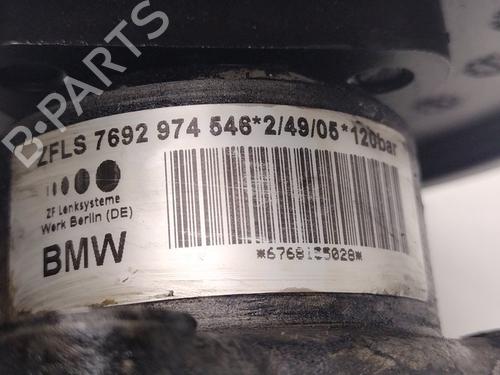 B-PARTS
ZFLS 7692 974 546*2/49/05*120bar
ZF Lenksysteme
Werk Berlin (DE)
BMW
*6768155028*